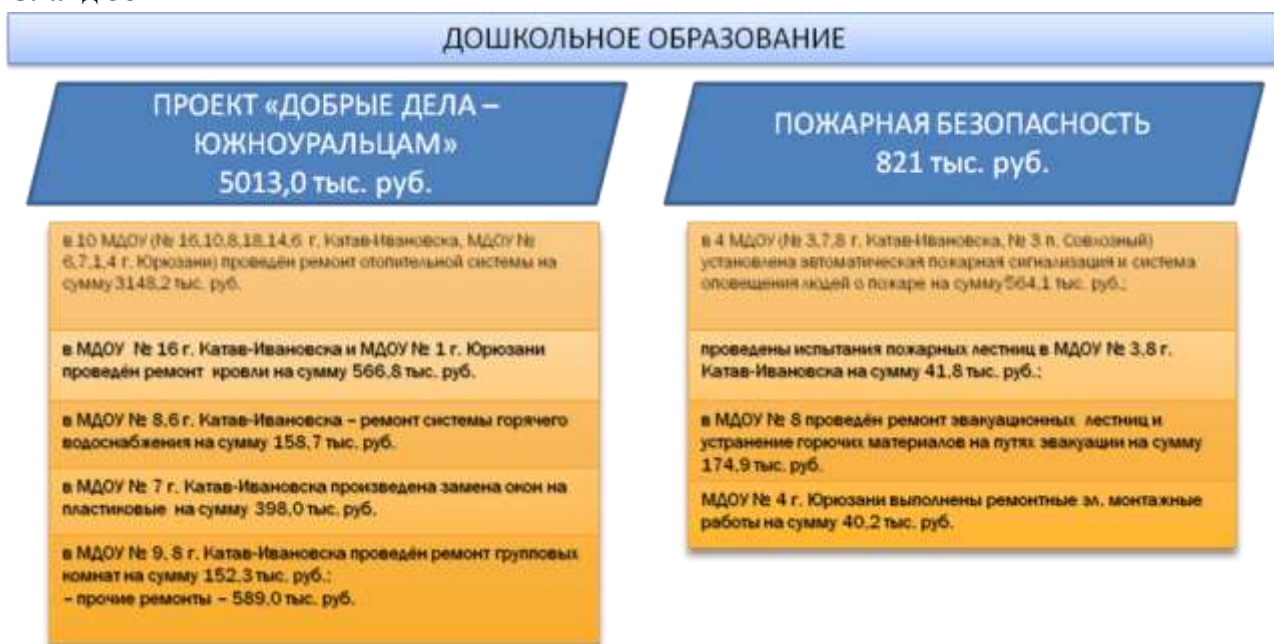 ДОШКОЛЬНОЕ ОБРАЗОВАНИЕ
ПРОЕКТ «ДОБРЫЕ ДЕЛА –
ЮЖНОУРАЛЬЦАМ»
5013,0 тыс. руб.
в 10 МДОУ (№ 16,10,8,18,14,6 г. Катав-Ивановска, МДОУ №
6,7,1,4 г. Юрюзани) проведён ремонт отопительной системы на
сумму 3148,2 тыс. руб.
в МДОУ № 16 г. Катав-Ивановска и МДОУ № 1 г. Юрюзани
проведён ремонт кровли на сумму 566,8 тыс. руб.
в МДОУ № 8,6 г. Катав-Ивановска – ремонт системы горячего
водоснабжения на сумму 158,7 тыс. руб.
в МДОУ № 7 г. Катав-Ивановска произведена замена окон на
пластиковые на сумму 398,0 тыс. руб.
в МДОУ № 9, 8 г. Катав-Ивановска проведён ремонт групповых
комнат на сумму 152,3 тыс. руб.;
– прочие ремонты – 589,0 тыс. руб.
ПОЖАРНАЯ БЕЗОПАСНОСТЬ
821 тыс. руб.
в 4 МДОУ (№ 3,7,8 г. Катав-Ивановска, № 3 п. Совхозный)
установлена автоматическая пожарная сигнализация и система
оповещения людей о пожаре на сумму 564,1 тыс. руб.;
проведены испытания пожарных лестниц в МДОУ № 3,8 г.
Катав-Ивановска на сумму 41,8 тыс. руб.;
в МДОУ № 8 проведён ремонт эвакуационных лестниц и
устранение горючих материалов на путях эвакуации на сумму
174,9 тыс. руб.
МДОУ № 4 г. Юрюзани выполнены ремонтные эл. монтажные
работы на сумму 40,2 тыс. руб.